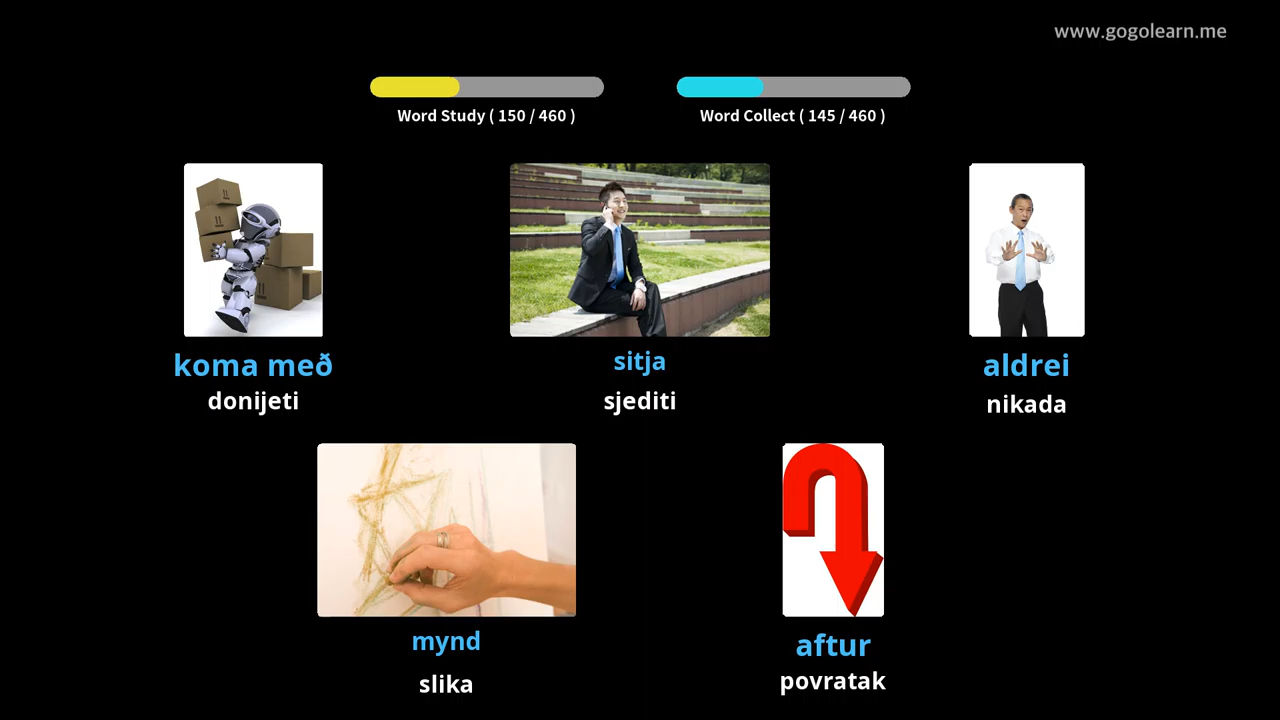 www.gogolearn.me
Word Study ( 150 / 460 )
Word Collect ( 145 / 460 )
koma með
donijeti
sitja
sjediti
aldrei
nikada
mynd
slika
aftur
povratak